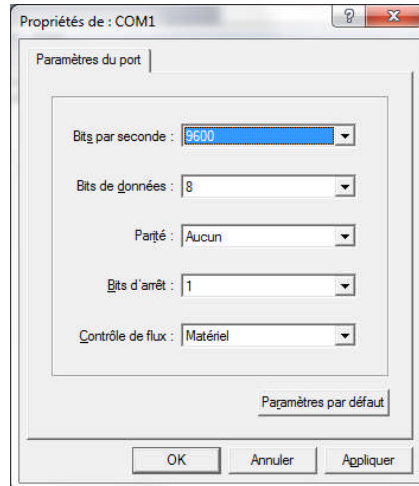 Propriétés de : COM1
Paramètres du port
Bits par seconde : 9600
Bits de données : 8
Parité : Aucun
Bits d'arrêt : 1
Contrôle de flux : Matériel
Paramètres par défaut
OK Annuler Appliquer